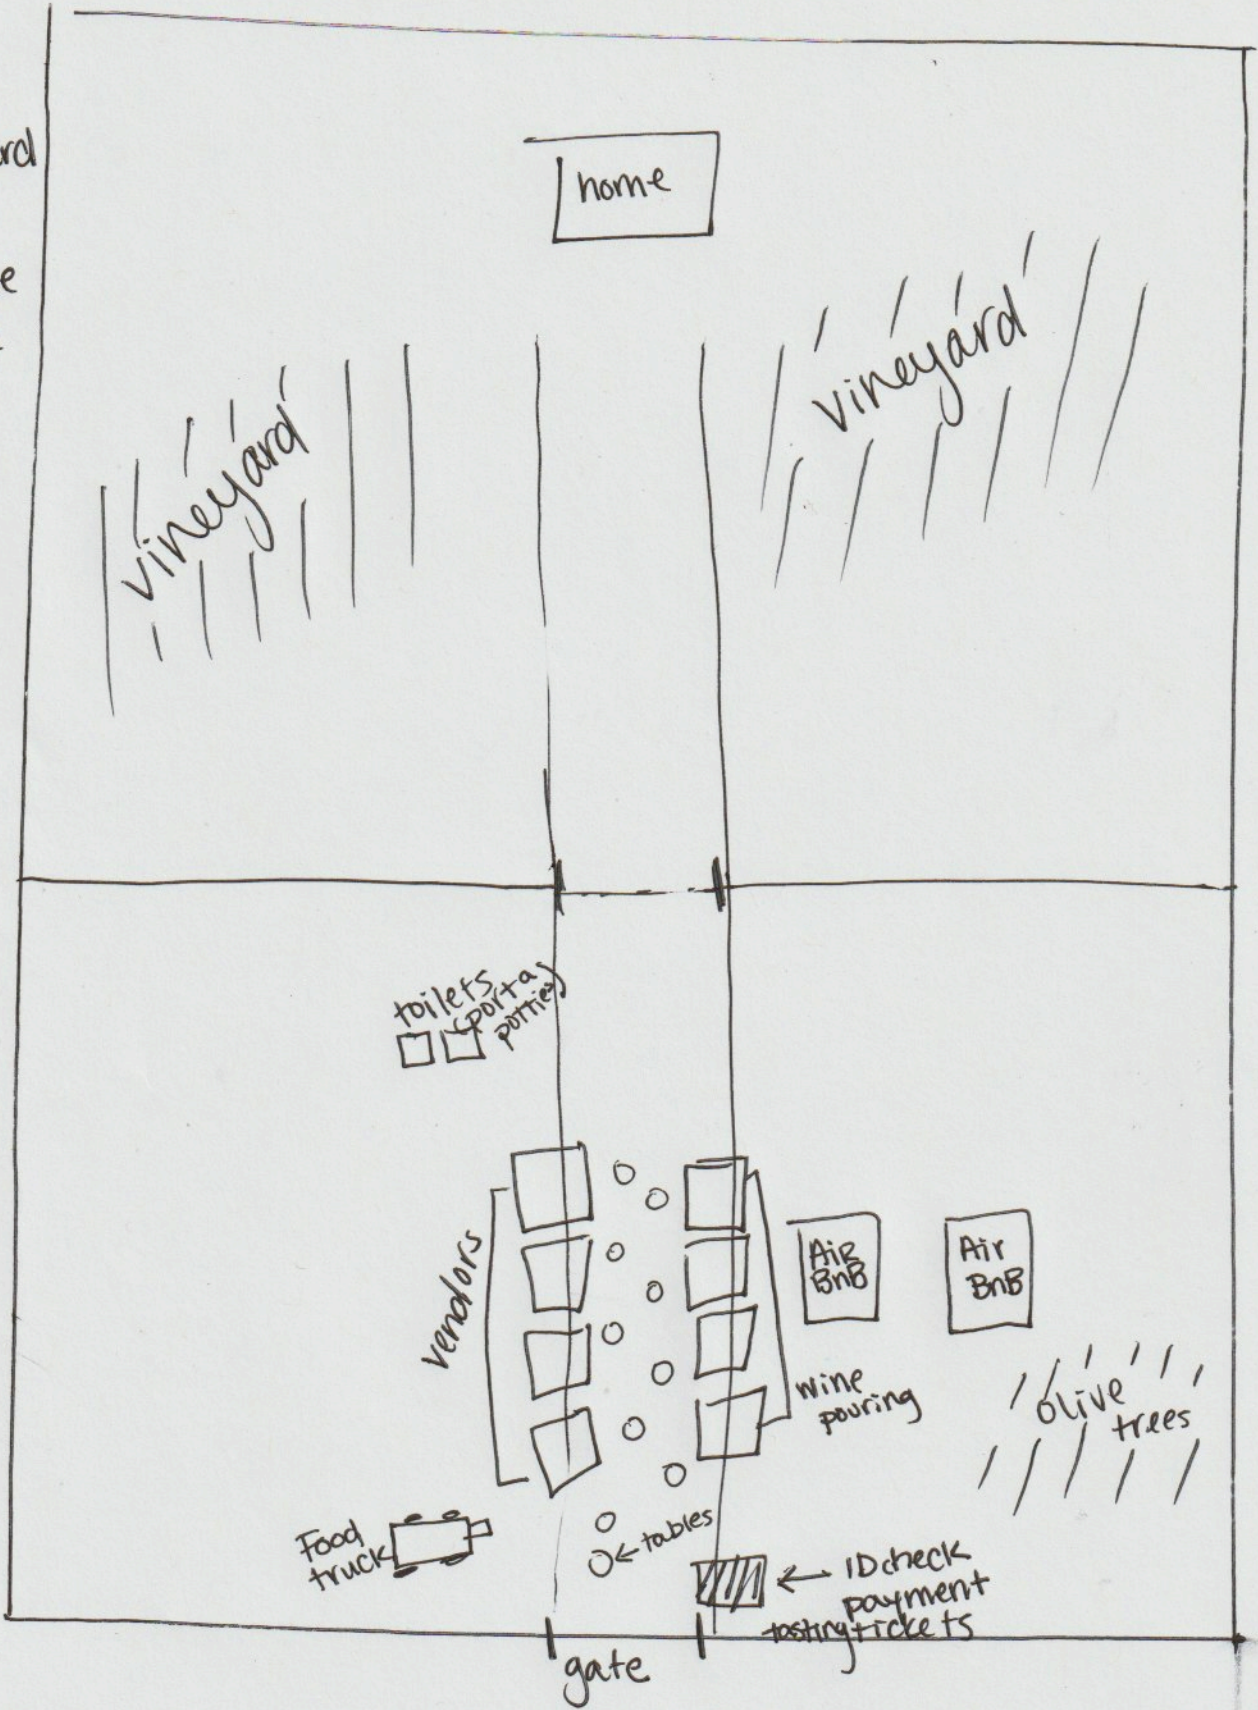 home
vineyard
vineyard
toilets
(porta
potties)
vendors
AiR
BnB
Air
BnB
wine
pouring
olive
trees
Food
truck
tables
ID check
payment
tasting tickets
gate